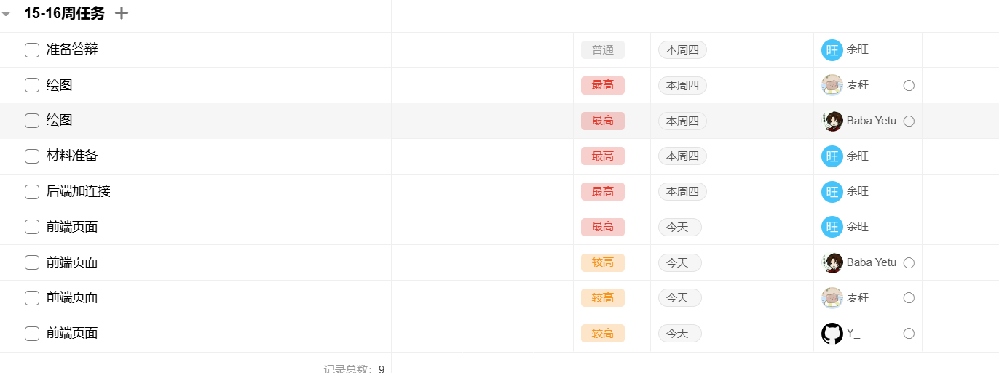 15-16周任务
准备答辩 普通 本周四 旺 余旺
绘图 最高 本周四 麦秆
绘图 最高 本周四 Baba Yetu
材料准备 最高 本周四 旺 余旺
后端加连接 最高 本周四 旺 余旺
前端页面 最高 今天 旺 余旺
前端页面 较高 今天 Baba Yetu
前端页面 较高 今天 麦秆
前端页面 较高 今天 Y_
记录总数：9